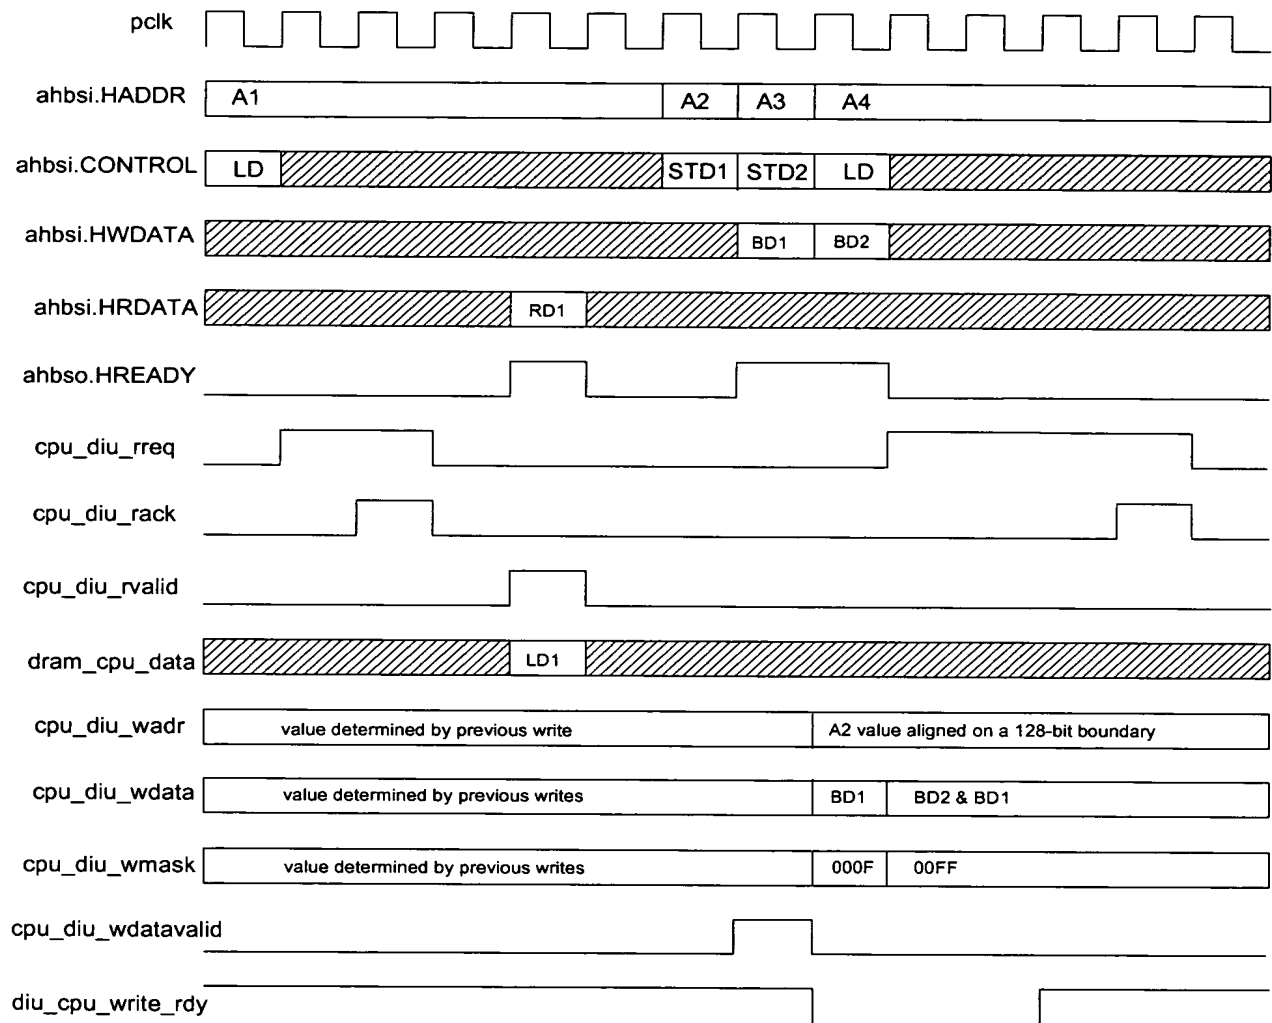 pclk
ahbsi.HADDR A1 A2 A3 A4
ahbsi.CONTROL LD STD1 STD2 LD
ahbsi.HWDATA BD1 BD2
ahbsi.HRDATA RD1
ahbso.HREADY
cpu_diu_rreq
cpu_diu_rack
cpu_diu_rvalid
dram_cpu_data LD1
cpu_diu_wadr value determined by previous write A2 value aligned on a 128-bit boundary
cpu_diu_wdata value determined by previous writes BD1 BD2 & BD1
cpu_diu_wmask value determined by previous writes 000F 00FF
cpu_diu_wdatavalid
diu_cpu_write_rdy